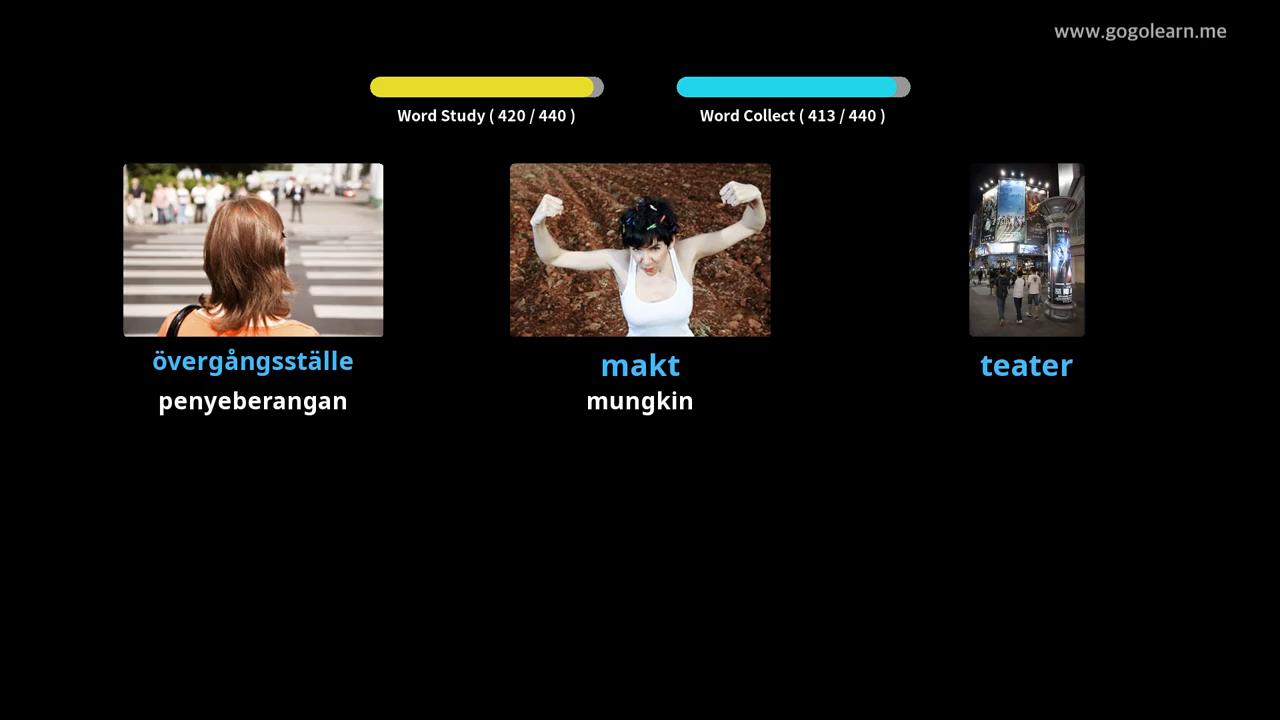 www.gogolearn.me
Word Study ( 420 / 440 )
Word Collect ( 413 / 440 )
övergångsställe
makt
teater
penyeberangan
mungkin